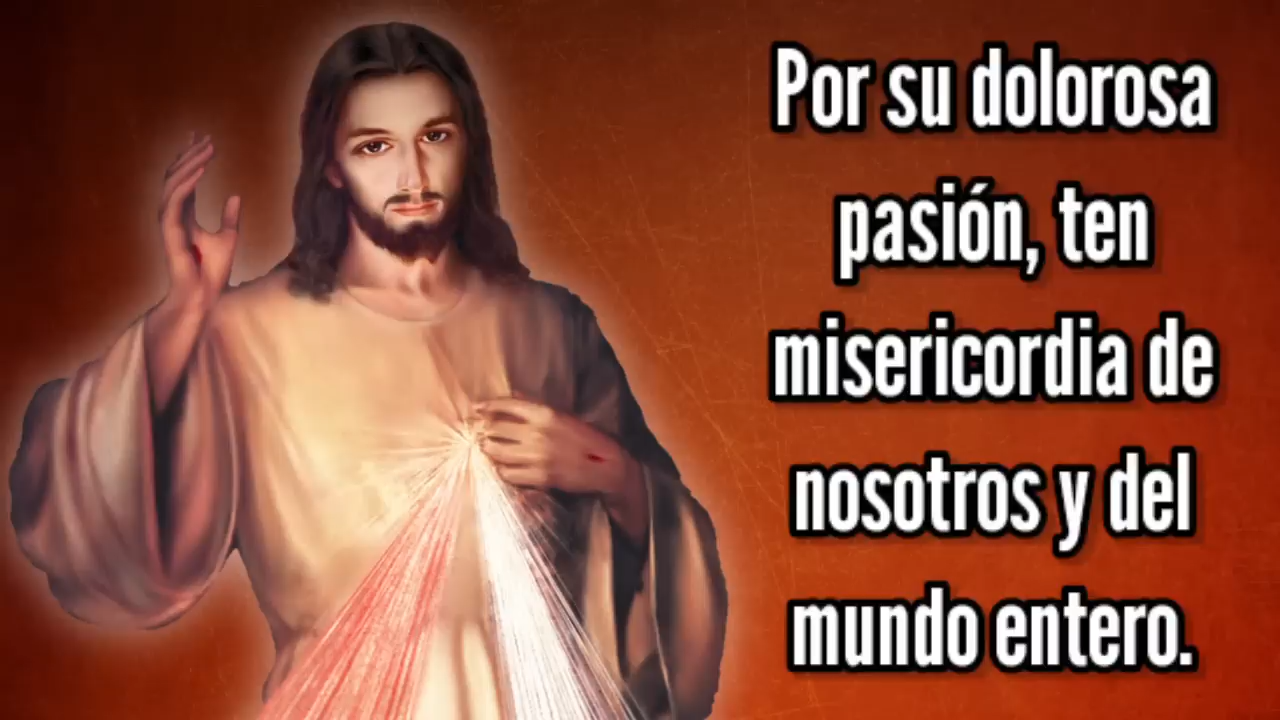 Por su dolorosa
pasión, ten
misericordia de
nosotros y del
mundo entero.